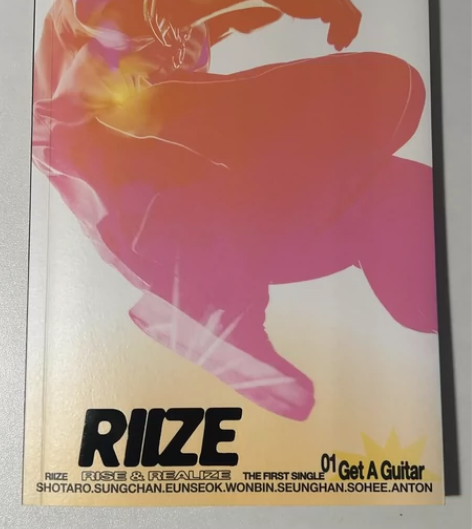 RIIZE
RIIZE RISE & REALIZE THE FIRST SINGLE 01 Get A Guitar
SHOTARO.SUNGCHAN.EUNSEOK.WONBIN.SEUNGHAN.SOHEE.ANTON